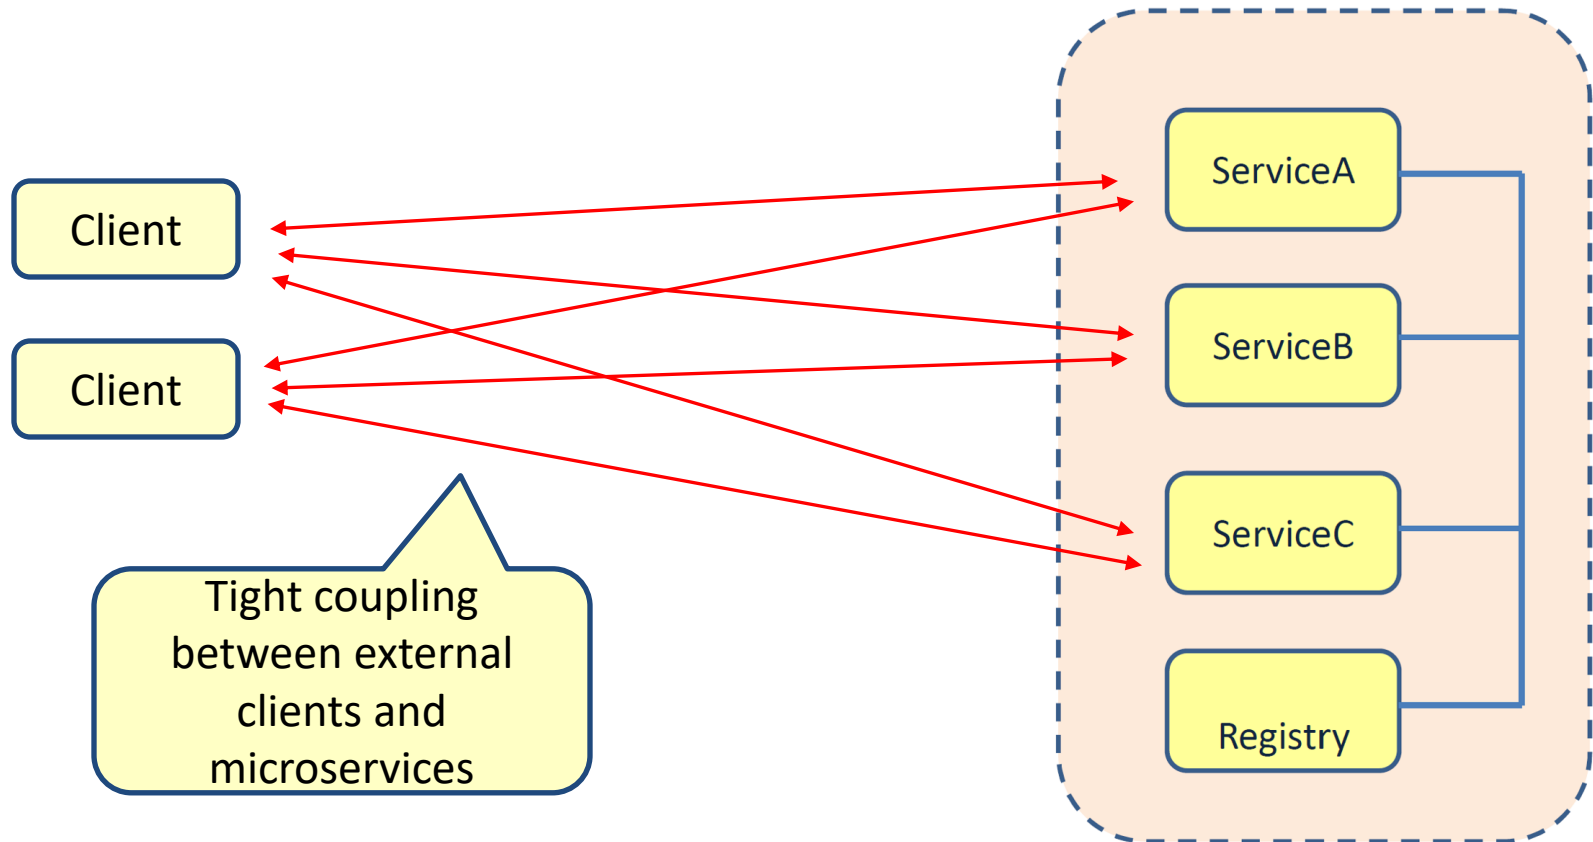 Client
Client
Tight coupling
between external
clients and
microservices
ServiceA
ServiceB
ServiceC
Registry